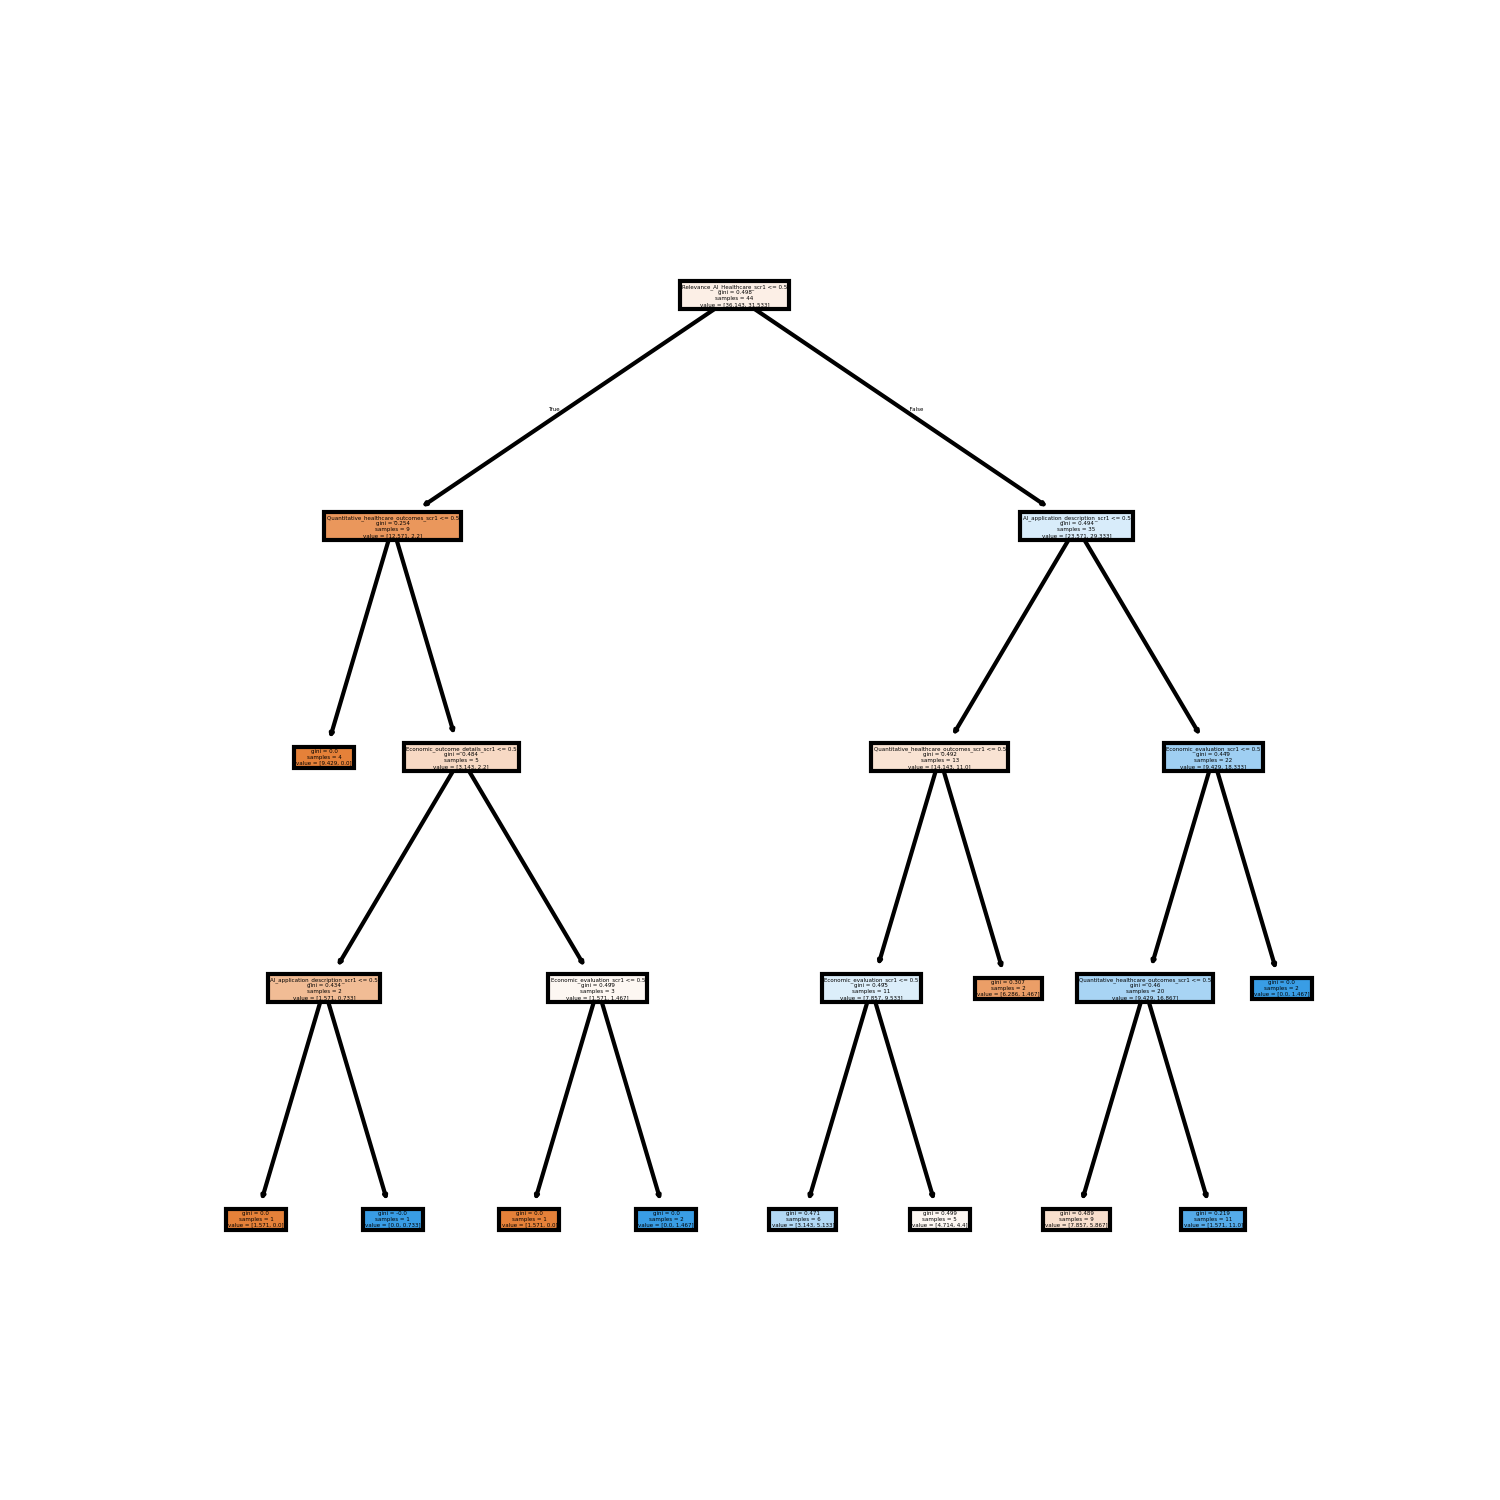 Relevance_AI_Healthcare_scr1 <= 0.5
gini = 0.498
samples = 44
value = [36.143, 31.533]
True
False
Quantitative_healthcare_outcomes_scr1 <= 0.5
gini = 0.254
samples = 9
value = [12.571, 2.2]
AI_application_description_scr1 <= 0.5
gini = 0.494
samples = 35
value = [23.571, 29.333]
gini = 0.0
samples = 4
value = [9.429, 0.0]
Economic_outcome_details_scr1 <= 0.5
gini = 0.484
samples = 5
value = [3.143, 2.2]
Quantitative_healthcare_outcomes_scr1 <= 0.5
gini = 0.492
samples = 13
value = [14.143, 11.0]
Economic_evaluation_scr1 <= 0.5
gini = 0.449
samples = 22
value = [9.429, 18.333]
AI_application_description_scr1 <= 0.5
gini = 0.434
samples = 2
value = [1.571, 0.733]
Economic_evaluation_scr1 <= 0.5
gini = 0.499
samples = 3
value = [1.571, 1.467]
Economic_evaluation_scr1 <= 0.5
gini = 0.495
samples = 11
value = [7.857, 9.533]
gini = 0.307
samples = 2
value = [6.286, 1.467]
Quantitative_healthcare_outcomes_scr1 <= 0.5
gini = 0.46
samples = 20
value = [9.429, 16.867]
gini = 0.0
samples = 2
value = [0.0, 1.467]
gini = 0.0
samples = 1
value = [1.571, 0.0]
gini = -0.0
samples = 1
value = [0.0, 0.733]
gini = 0.0
samples = 1
value = [1.571, 0.0]
gini = 0.0
samples = 2
value = [0.0, 1.467]
gini = 0.471
samples = 6
value = [3.143, 5.133]
gini = 0.499
samples = 5
value = [4.714, 4.4]
gini = 0.489
samples = 9
value = [7.857, 5.867]
gini = 0.219
samples = 11
value = [1.571, 11.0]